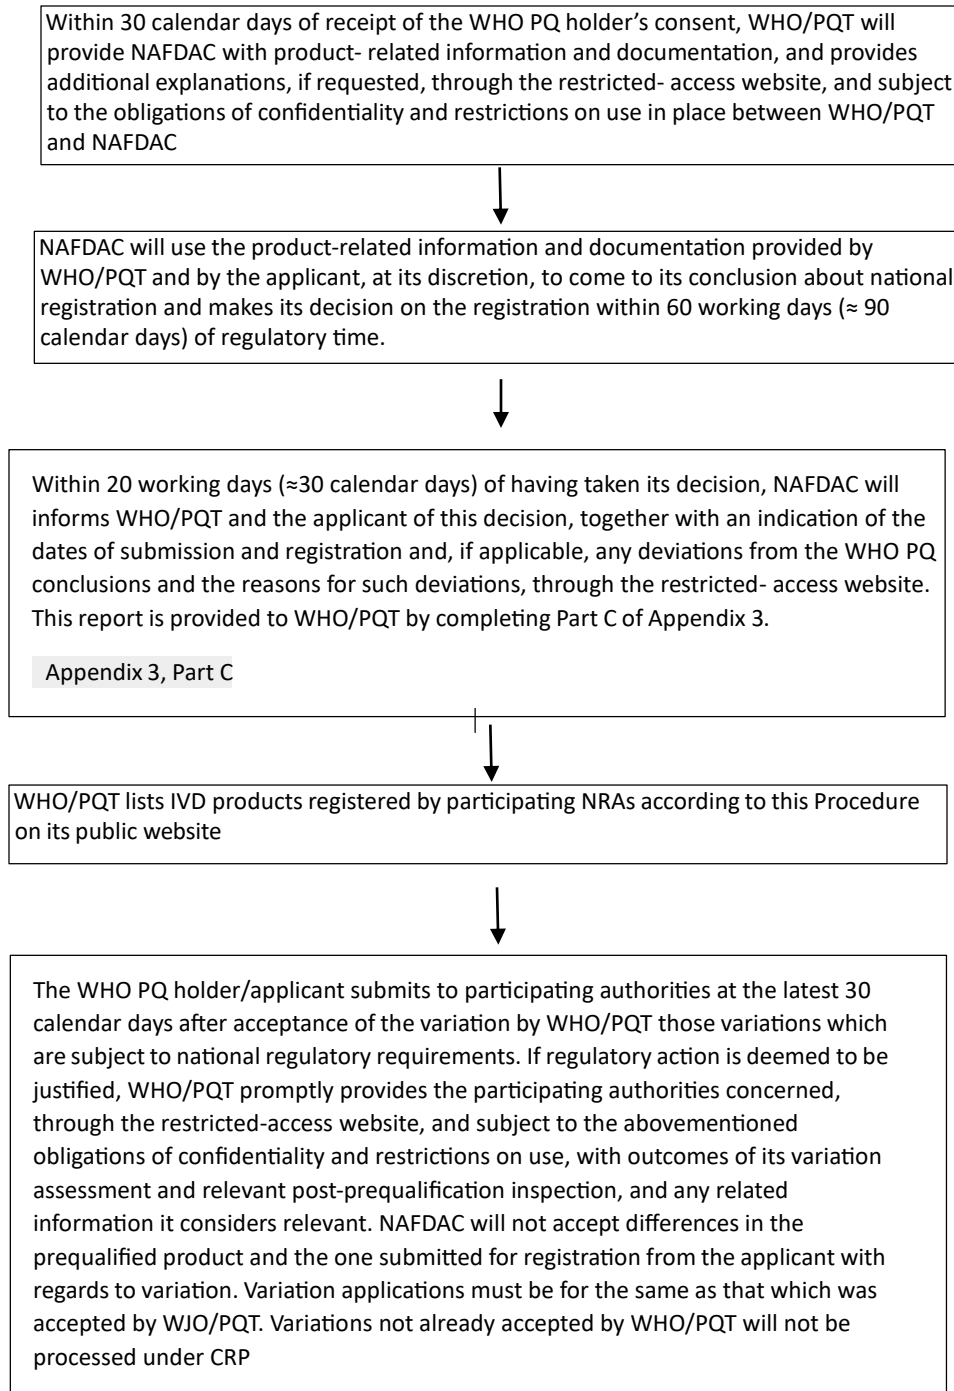 Within 30 calendar days of receipt of the WHO PQ holder's consent, WHO/PQT will
provide NAFDAC with product- related information and documentation, and provides
additional explanations, if requested, through the restricted- access website, and subject
to the obligations of confidentiality and restrictions on use in place between WHO/PQT
and NAFDAC
NAFDAC will use the product-related information and documentation provided by
WHO/PQT and by the applicant, at its discretion, to come to its conclusion about national
registration and makes its decision on the registration within 60 working days (≈ 90
calendar days) of regulatory time.
Within 20 working days (≈30 calendar days) of having taken its decision, NAFDAC will
informs WHO/PQT and the applicant of this decision, together with an indication of the
dates of submission and registration and, if applicable, any deviations from the WHO PQ
conclusions and the reasons for such deviations, through the restricted- access website.
This report is provided to WHO/PQT by completing Part C of Appendix 3.
Appendix 3, Part C
WHO/PQT lists IVD products registered by participating NRAs according to this Procedure
on its public website
The WHO PQ holder/applicant submits to participating authorities at the latest 30
calendar days after acceptance of the variation by WHO/PQT those variations which
are subject to national regulatory requirements. If regulatory action is deemed to be
justified, WHO/PQT promptly provides the participating authorities concerned,
through the restricted-access website, and subject to the abovementioned
obligations of confidentiality and restrictions on use, with outcomes of its variation
assessment and relevant post-prequalification inspection, and any related
information it considers relevant. NAFDAC will not accept differences in the
prequalified product and the one submitted for registration from the applicant with
regards to variation. Variation applications must be for the same as that which was
accepted by WJO/PQT. Variations not already accepted by WHO/PQT will not be
processed under CRP